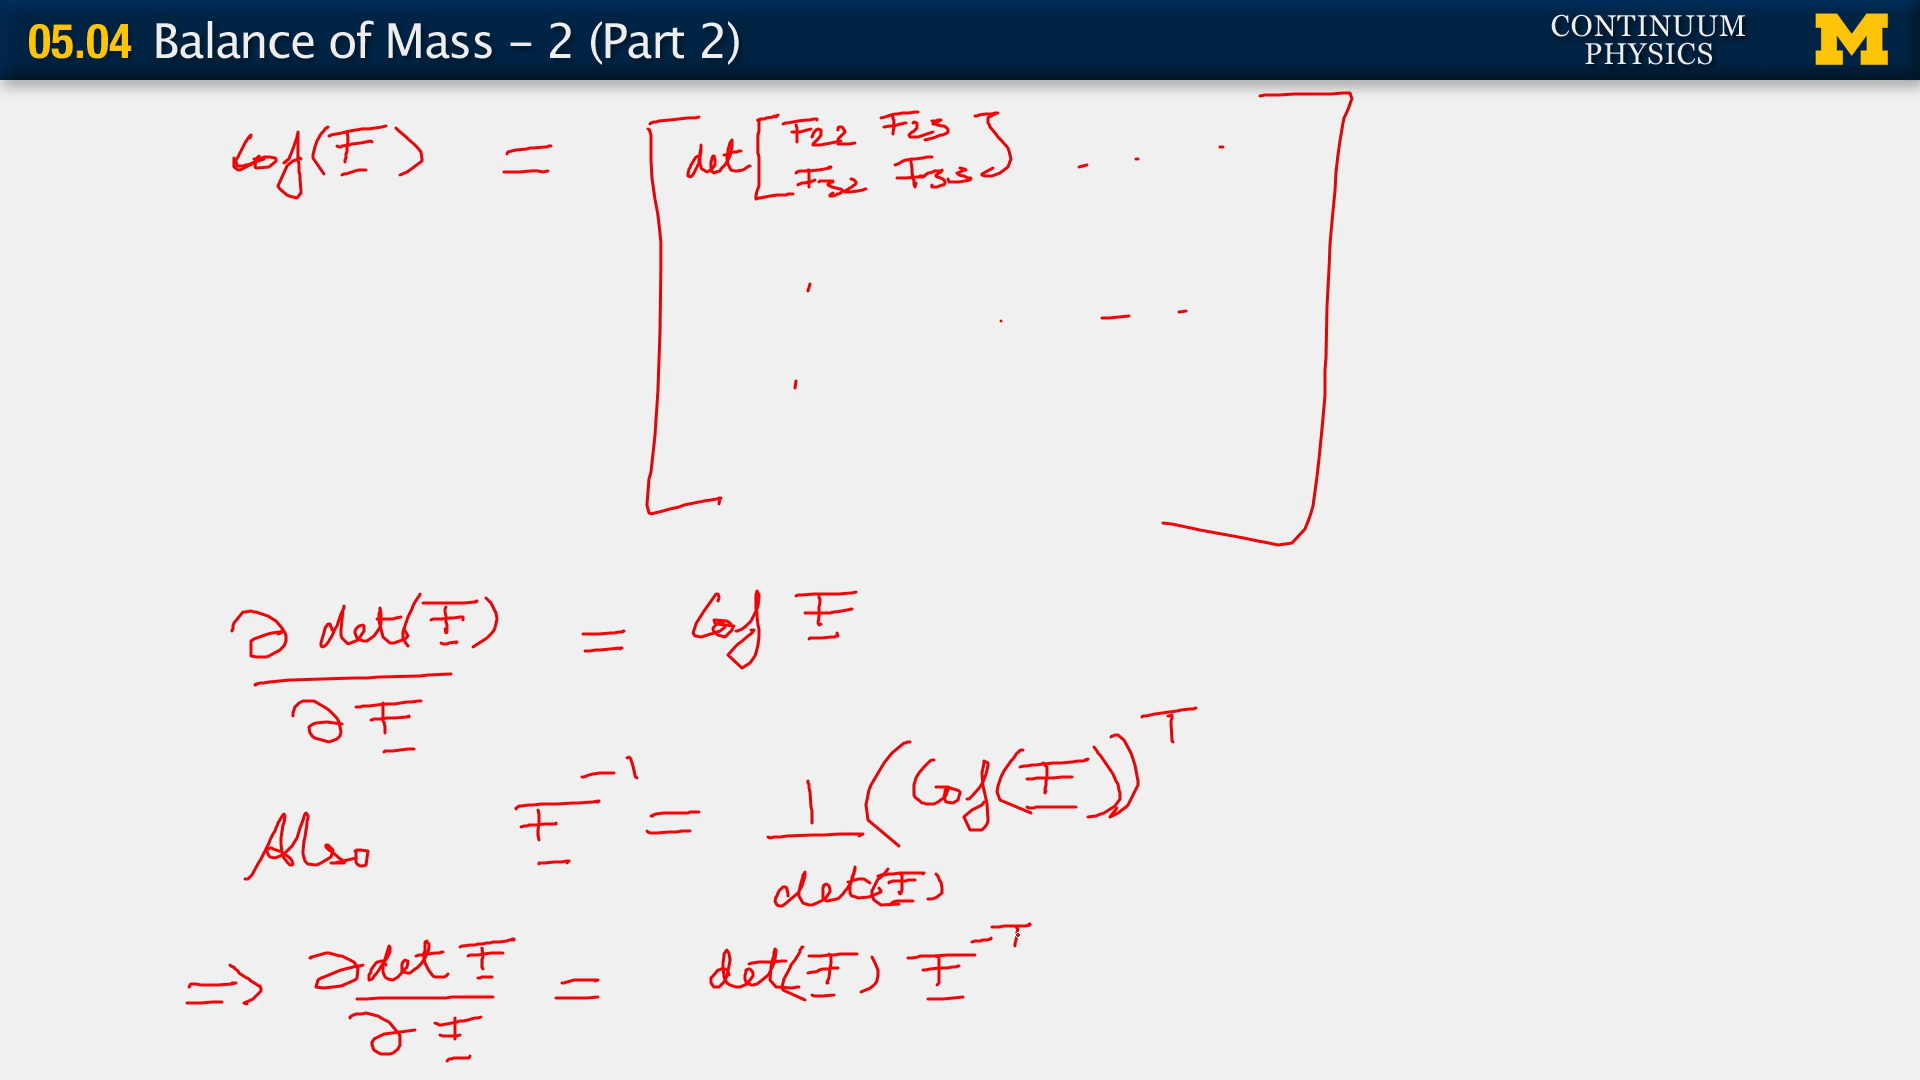 05.04 Balance of Mass – 2 (Part 2)
CONTINUUM PHYSICS
M
Cof(F) = [det[F22 F23
F32 F33] . . .
. . – -
∂ det(F) / ∂F = Cof F
Also F^-1 = 1/det(F) (Cof(F))^T
=> ∂det F / ∂F = det(F) F^-T